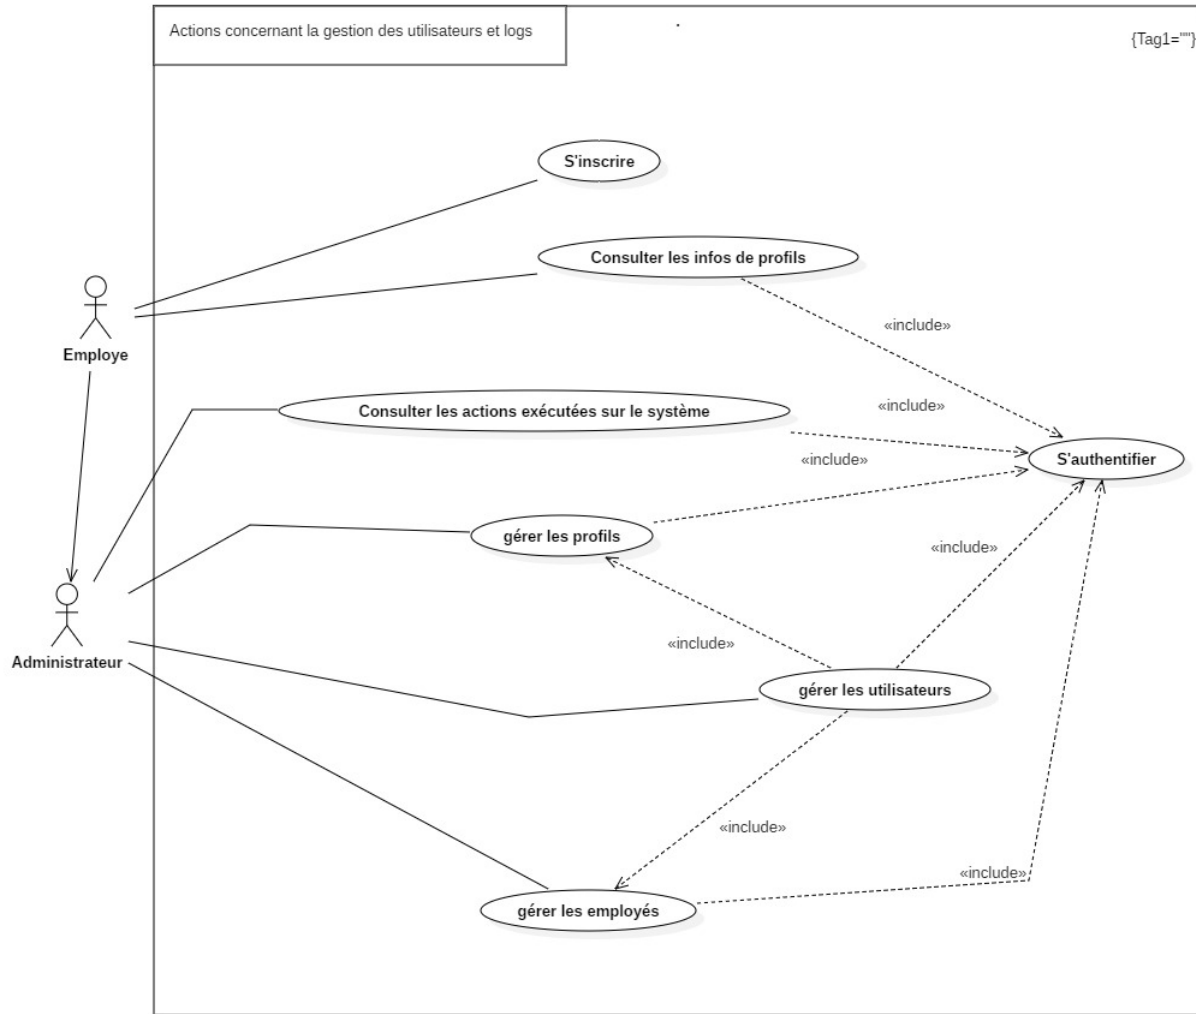 Actions concernant la gestion des utilisateurs et logs
{Tag1=""}
S'inscrire
Consulter les infos de profils
«include»
Employe
«include»
Consulter les actions exécutées sur le système
«include»
S'authentifier
gérer les profils
«include»
«include»
Administrateur
gérer les utilisateurs
«include»
«include»
gérer les employés